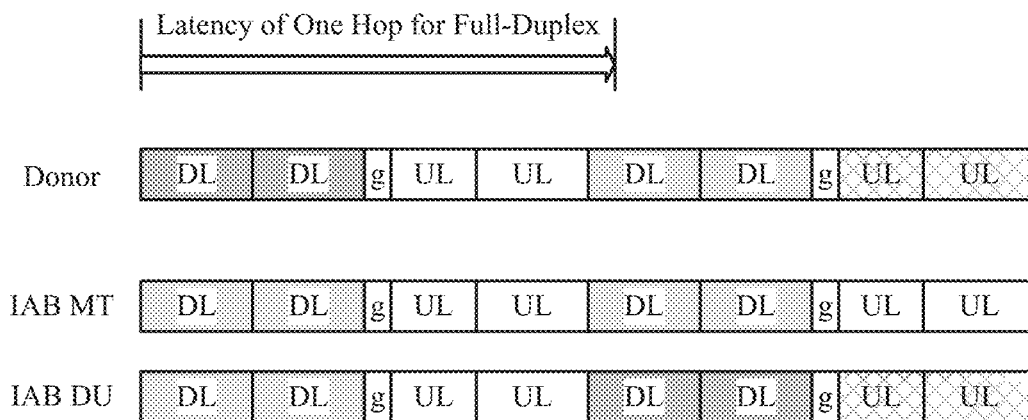 Latency of One Hop for Full-Duplex
Donor DL DL g UL UL DL DL g UL UL
IAB MT DL DL g UL UL DL DL g UL UL
IAB DU DL DL g UL UL DL DL g UL UL